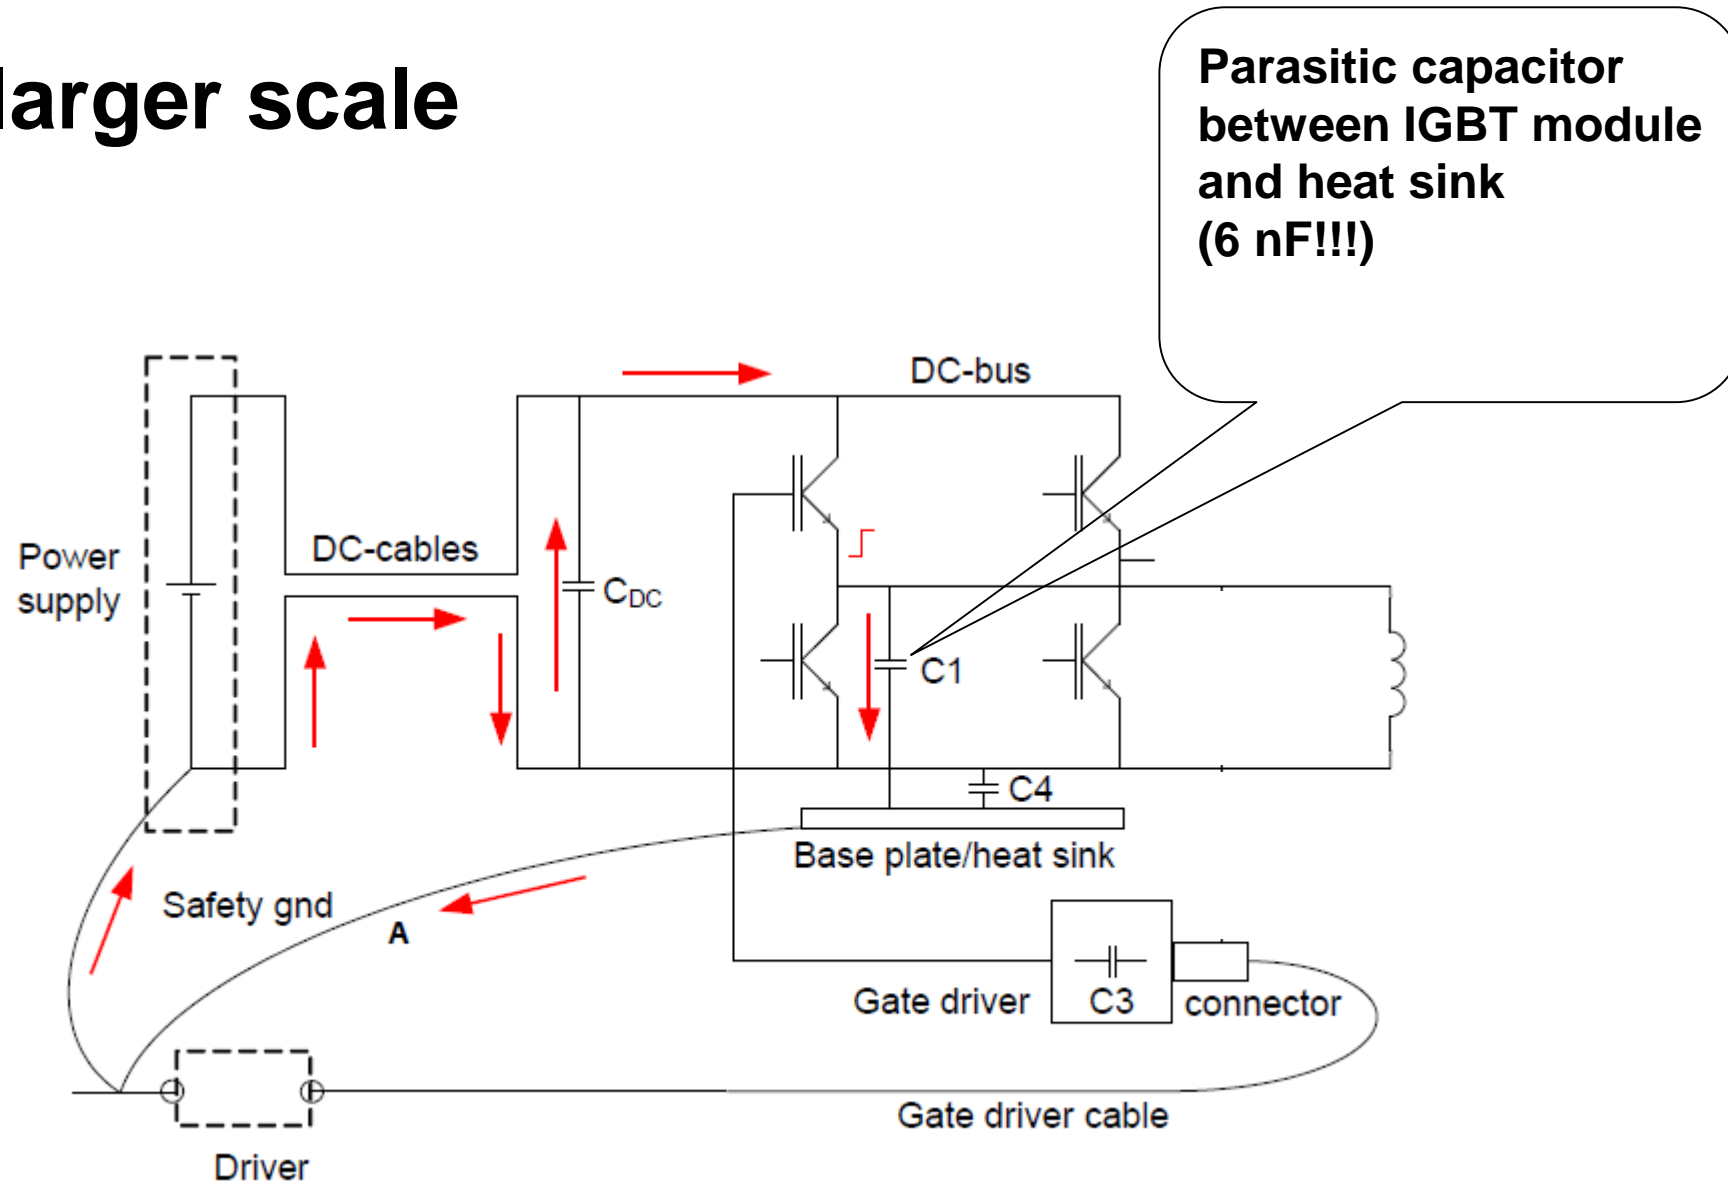 larger scale
Parasitic capacitor
between IGBT module
and heat sink
(6 nF!!!)
DC-bus
Power
supply
DC-cables
CDC
C1
C4
Base plate/heat sink
Safety gnd
A
Gate driver
C3
connector
Gate driver cable
Driver